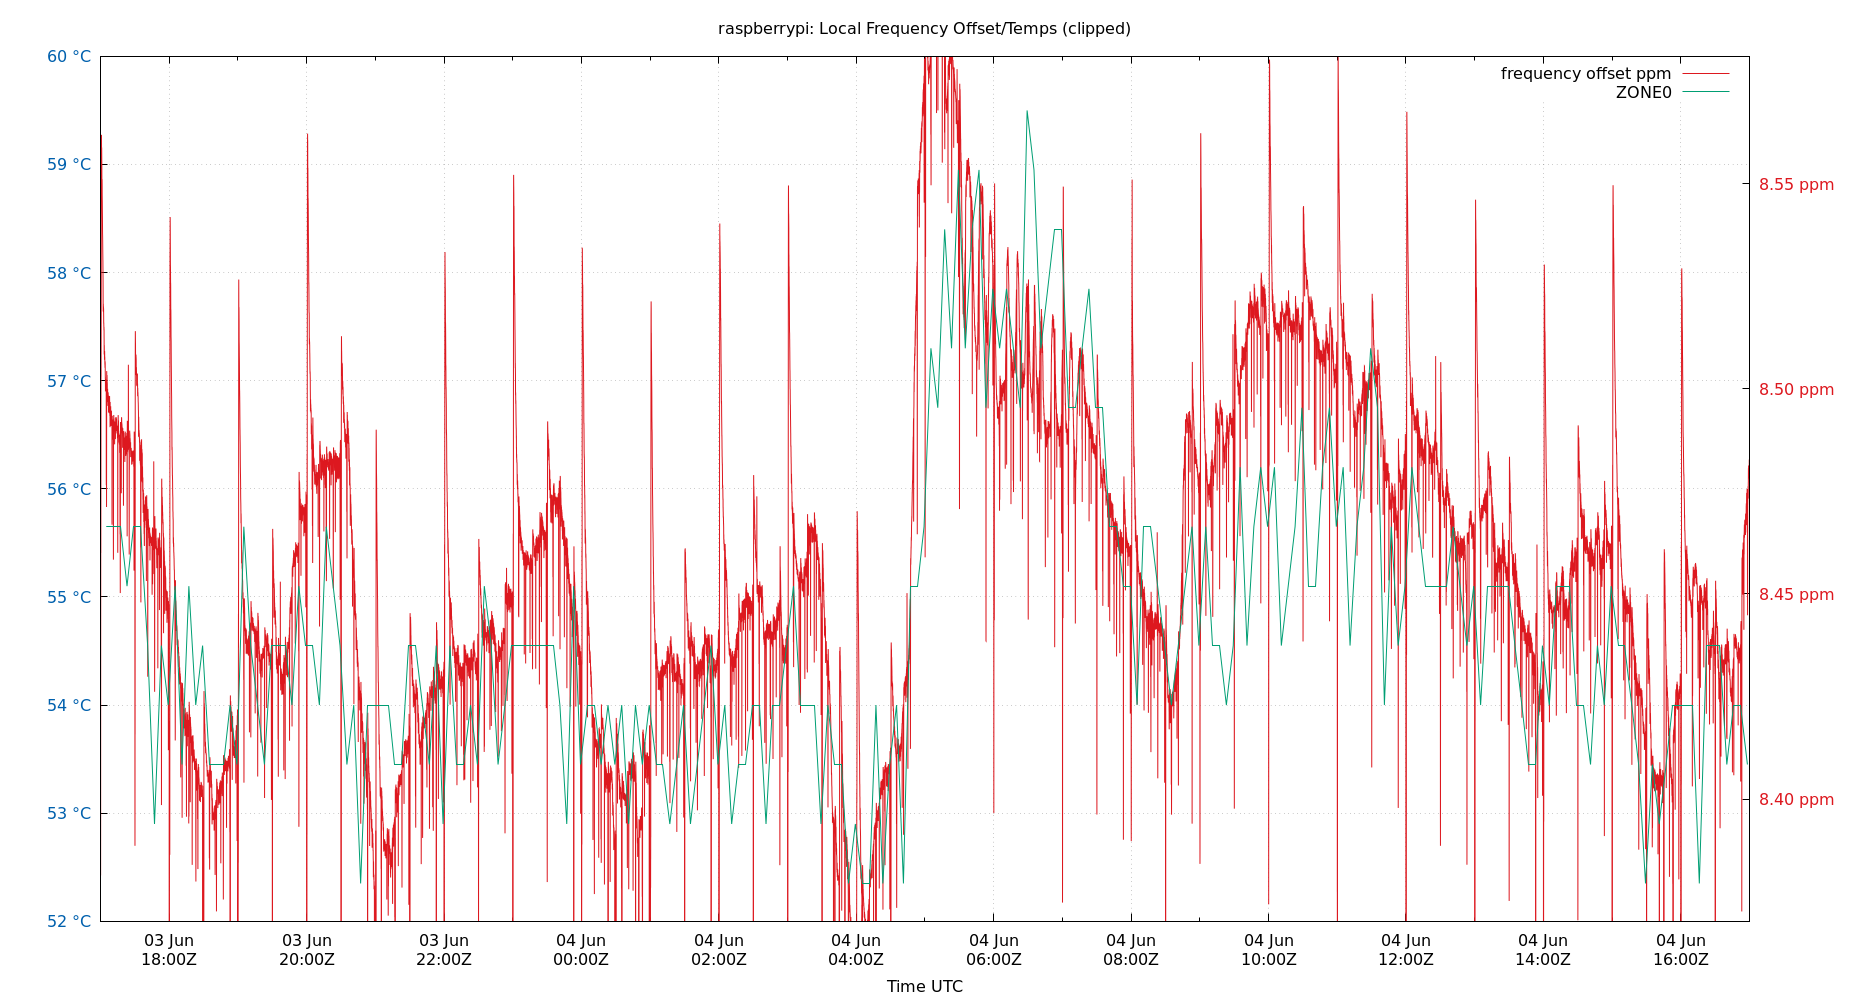 raspberrypi: Local Frequency Offset/Temps (clipped)
frequency offset ppm
ZONE0
60 °C
59 °C
58 °C
57 °C
56 °C
55 °C
54 °C
53 °C
52 °C
8.55 ppm
8.50 ppm
8.45 ppm
8.40 ppm
03 Jun
18:00Z
03 Jun
20:00Z
03 Jun
22:00Z
04 Jun
00:00Z
04 Jun
02:00Z
04 Jun
04:00Z
04 Jun
06:00Z
04 Jun
08:00Z
04 Jun
10:00Z
04 Jun
12:00Z
04 Jun
14:00Z
04 Jun
16:00Z
Time UTC